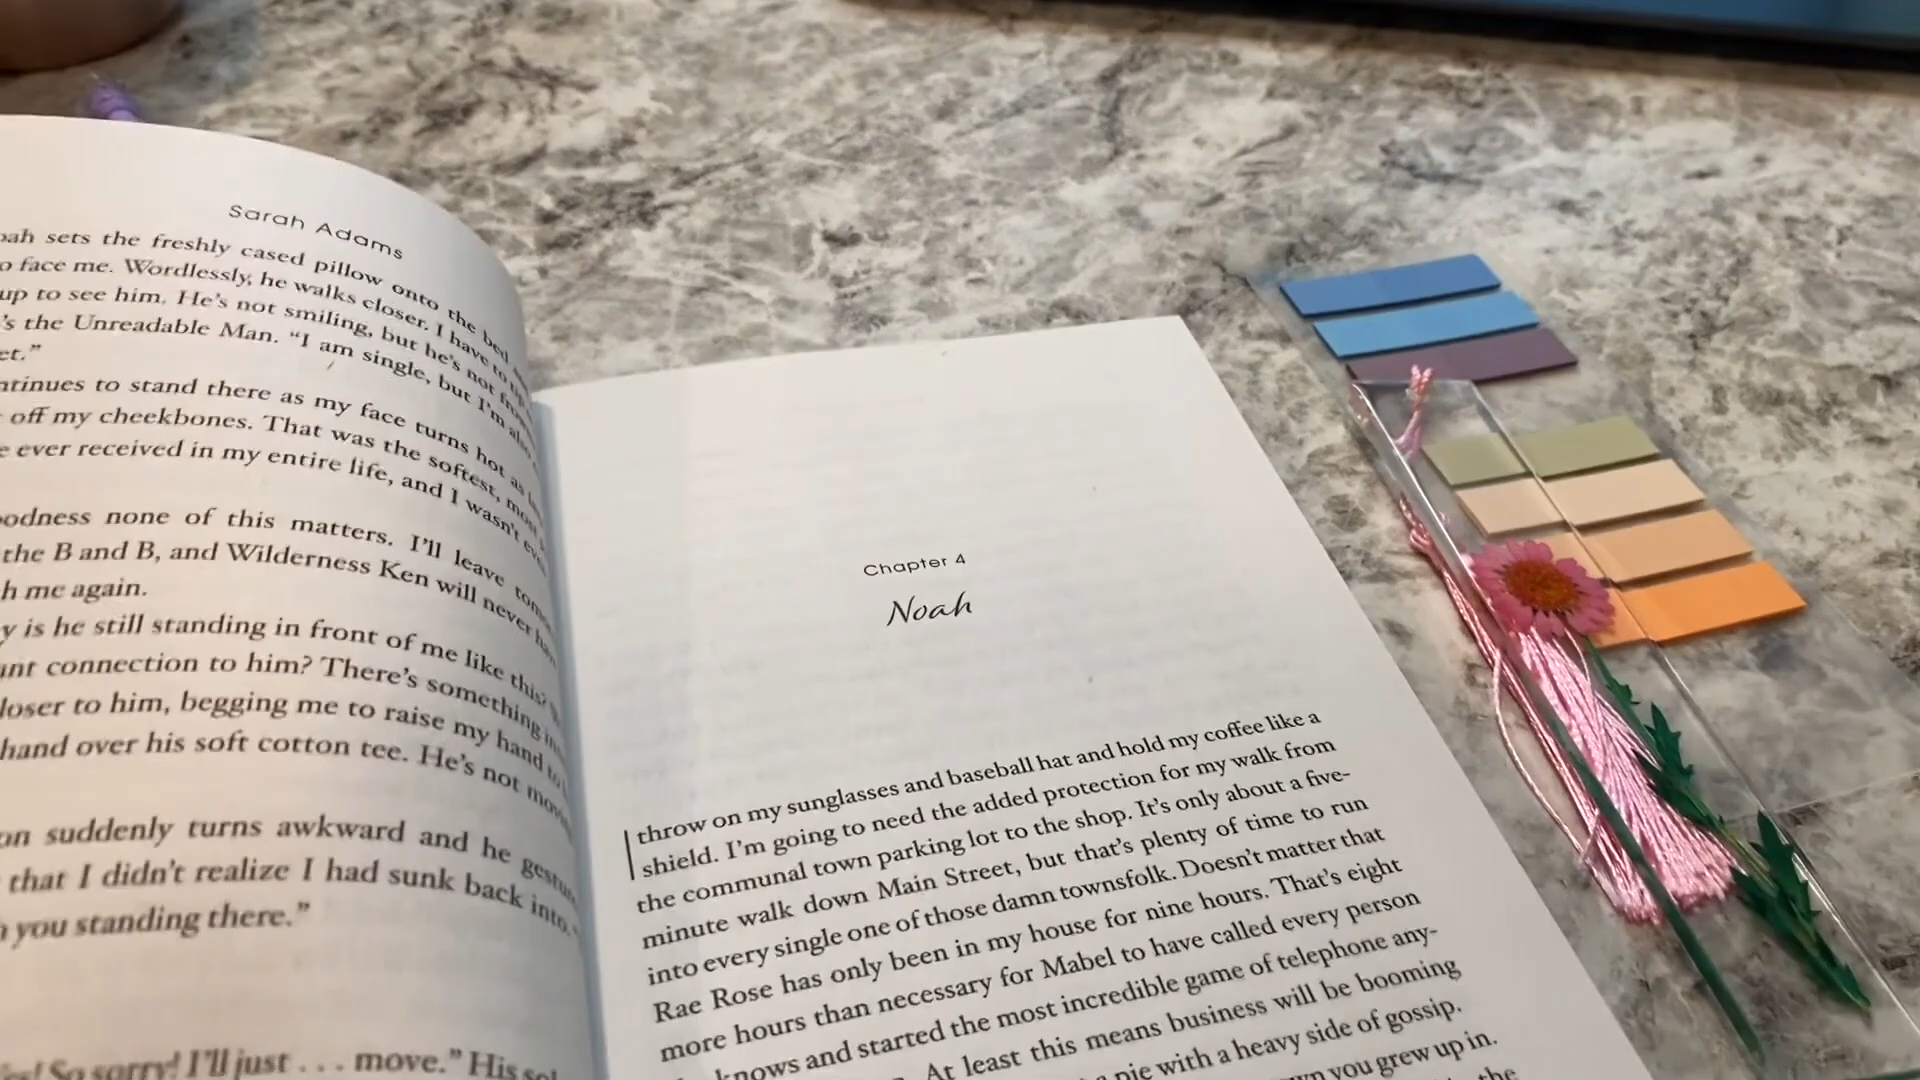 Sarah Adams
sets the freshly cased pillow onto the bed
face me. Wordlessly, he walks closer. I have to
up to see him. He's not smiling, but he's not
the Unreadable Man. "I am single, but I'm also
to stand there as my face turns hot as
off my cheekbones. That was the softest, most
ever received in my entire life, and I wasn't even
none of this matters. I'll leave
the B and B, and Wilderness Ken will never have
me again.
is he still standing in front of me like this?
connection to him? There's something
to him, begging me to raise my hand to
hand over his soft cotton tee. He's not
suddenly turns awkward and he
that I didn't realize I had sunk back into.
you standing there."
So sorry! I'll just . . . move." His
Chapter 4
Noah
I throw on my sunglasses and baseball hat and hold my coffee like a
shield. I'm going to need the added protection for my walk from
the communal town parking lot to the shop. It's only about a five-
minute walk down Main Street, but that's plenty of time to run
into every single one of those damn townsfolk. Doesn't matter that
Rae Rose has only been in my house for nine hours. That's eight
more hours than necessary for Mabel to have called every person
knows and started the most incredible game of telephone any-
At least this means business will be booming
pie with a heavy side of gossip.
you grew up in.
the